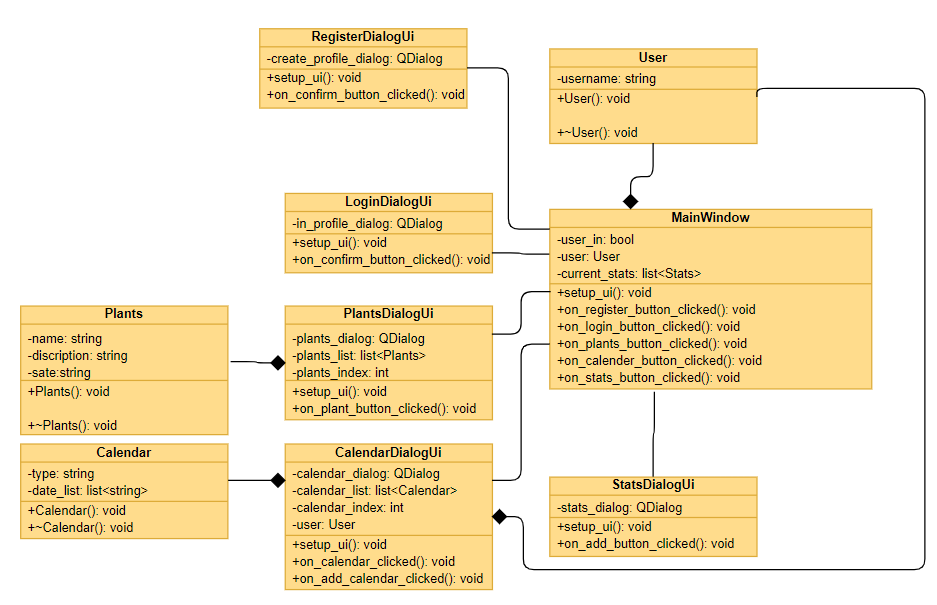 RegisterDialogUi
-create_profile_dialog: QDialog
+setup_ui(): void
+on_confirm_button_clicked(): void
User
-username: string
+User(): void
+~User(): void
LoginDialogUi
-in_profile_dialog: QDialog
+setup_ui(): void
+on_confirm_button_clicked(): void
MainWindow
-user_in: bool
-user: User
-current_stats: list<Stats>
+setup_ui(): void
+on_register_button_clicked(): void
+on_login_button_clicked(): void
+on_plants_button_clicked(): void
+on_calender_button_clicked(): void
+on_stats_button_clicked(): void
Plants
-name: string
-discription: string
-sate:string
+Plants(): void
+~Plants(): void
PlantsDialogUi
-plants_dialog: QDialog
-plants_list: list<Plants>
-plants_index: int
+setup_ui(): void
+on_plant_button_clicked(): void
Calendar
-type: string
-date_list: list<string>
+Calendar(): void
+~Calendar(): void
CalendarDialogUi
-calendar_dialog: QDialog
-calendar_list: list<Calendar>
-calendar_index: int
-user: User
+setup_ui(): void
+on_calendar_clicked(): void
+on_add_calendar_clicked(): void
StatsDialogUi
-stats_dialog: QDialog
+setup_ui(): void
+on_add_button_clicked(): void